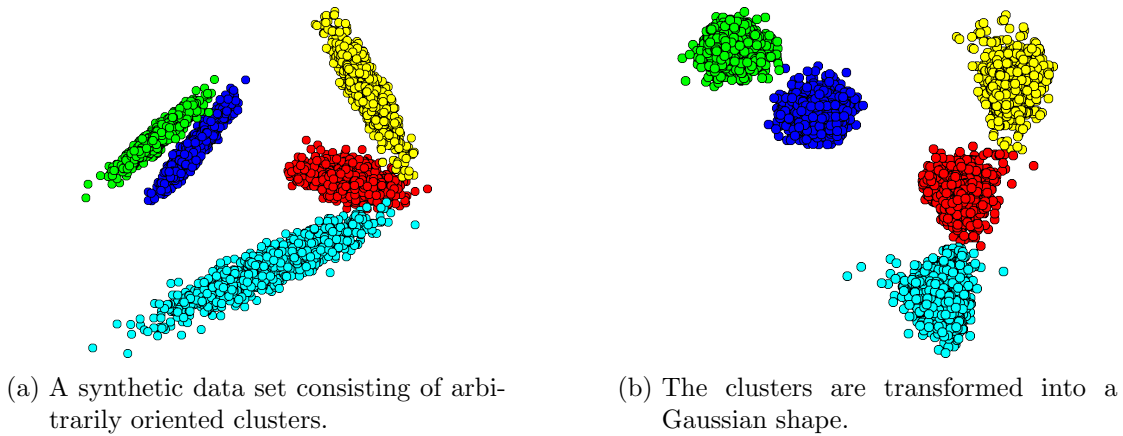 (a) A synthetic data set consisting of arbi-
trarily oriented clusters.
(b) The clusters are transformed into a
Gaussian shape.